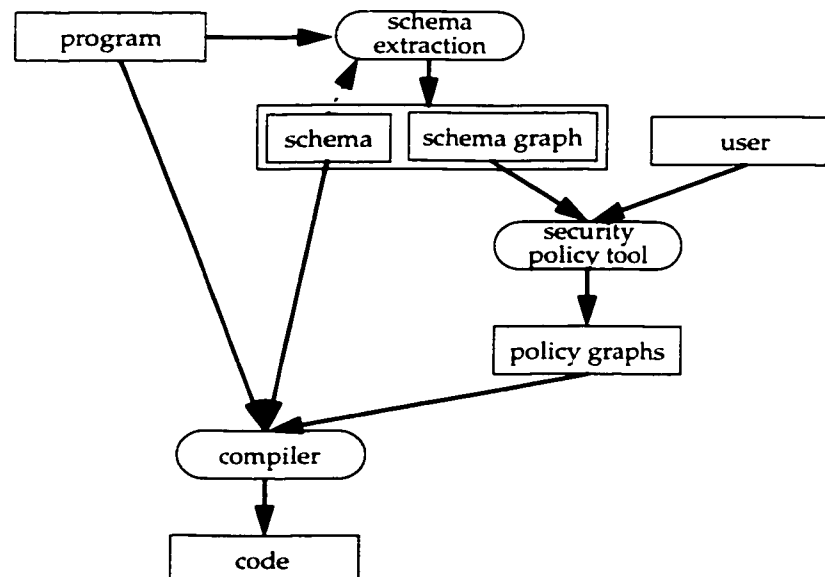 program
schema
extraction
schema
schema graph
user
security
policy tool
policy graphs
compiler
code